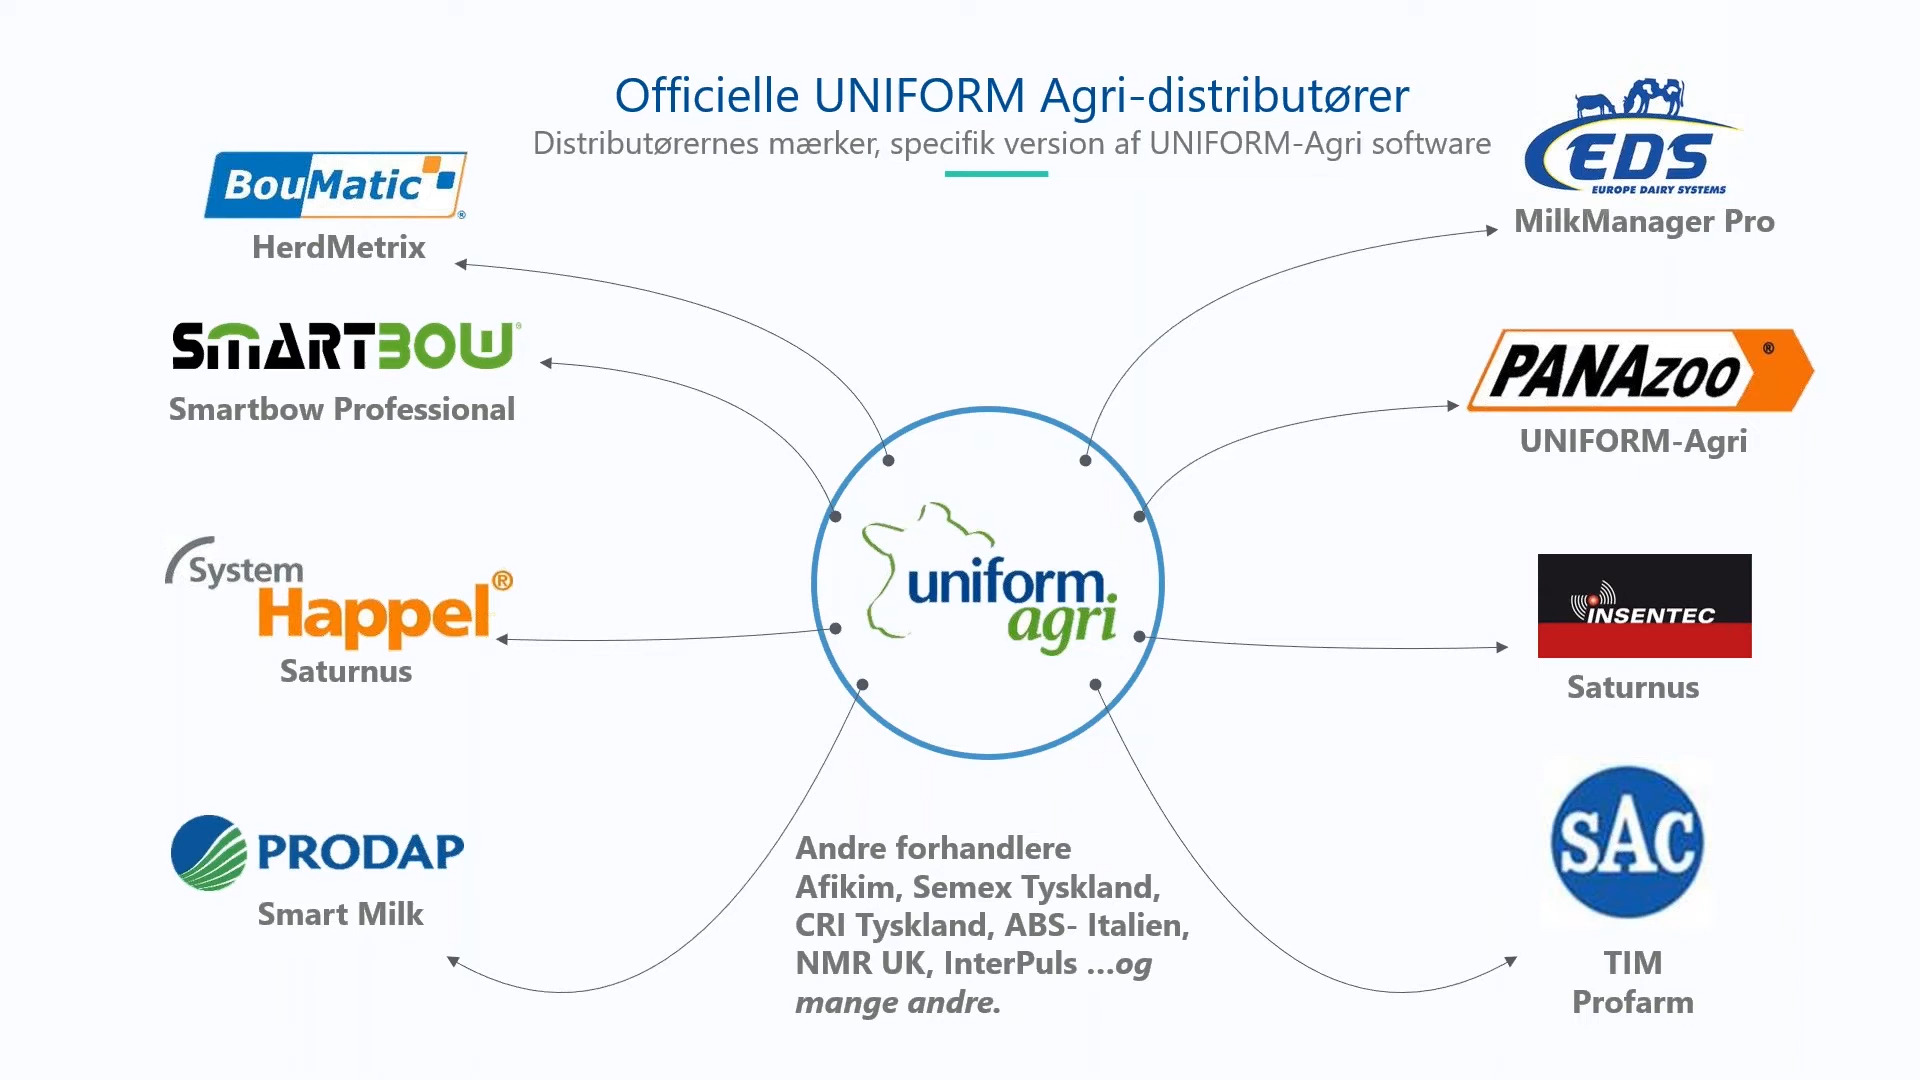 Officielle UNIFORM Agri-distributører
Distributørernes mærker, specifik version af UNIFORM-Agri software
BouMatic®
HerdMetrix
SMARTBOW®
Smartbow Professional
System
Happel®
Saturnus
PRODAP
Smart Milk
uniform
agri
EDS
EUROPE DAIRY SYSTEMS
MilkManager Pro
PANAZOO®
UNIFORM-Agri
INSENTEC
Saturnus
SAC
TIM
Profarm
Andre forhandlere
Afikim, Semex Tyskland,
CRI Tyskland, ABS- Italien,
NMR UK, InterPuls ...og
mange andre.